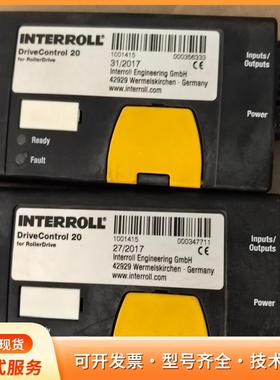 INTERROLL
DriveControl 20
for RollerDrive
1001415
000356333
31/2017
Interroll Engineering GmbH
42929 Wermelskirchen - Germany
www.interroll.com
Inputs/
Outputs
Power
Ready
Fault
INTERROLL
DriveControl 20
for RollerDrive
1001415
000347711
27/2017
Interroll Engineering GmbH
42929 Wermelskirchen - Germany
www.interroll.com
Inputs/
Outputs
Power
现货
式服务
可开发票·型号齐全·技术